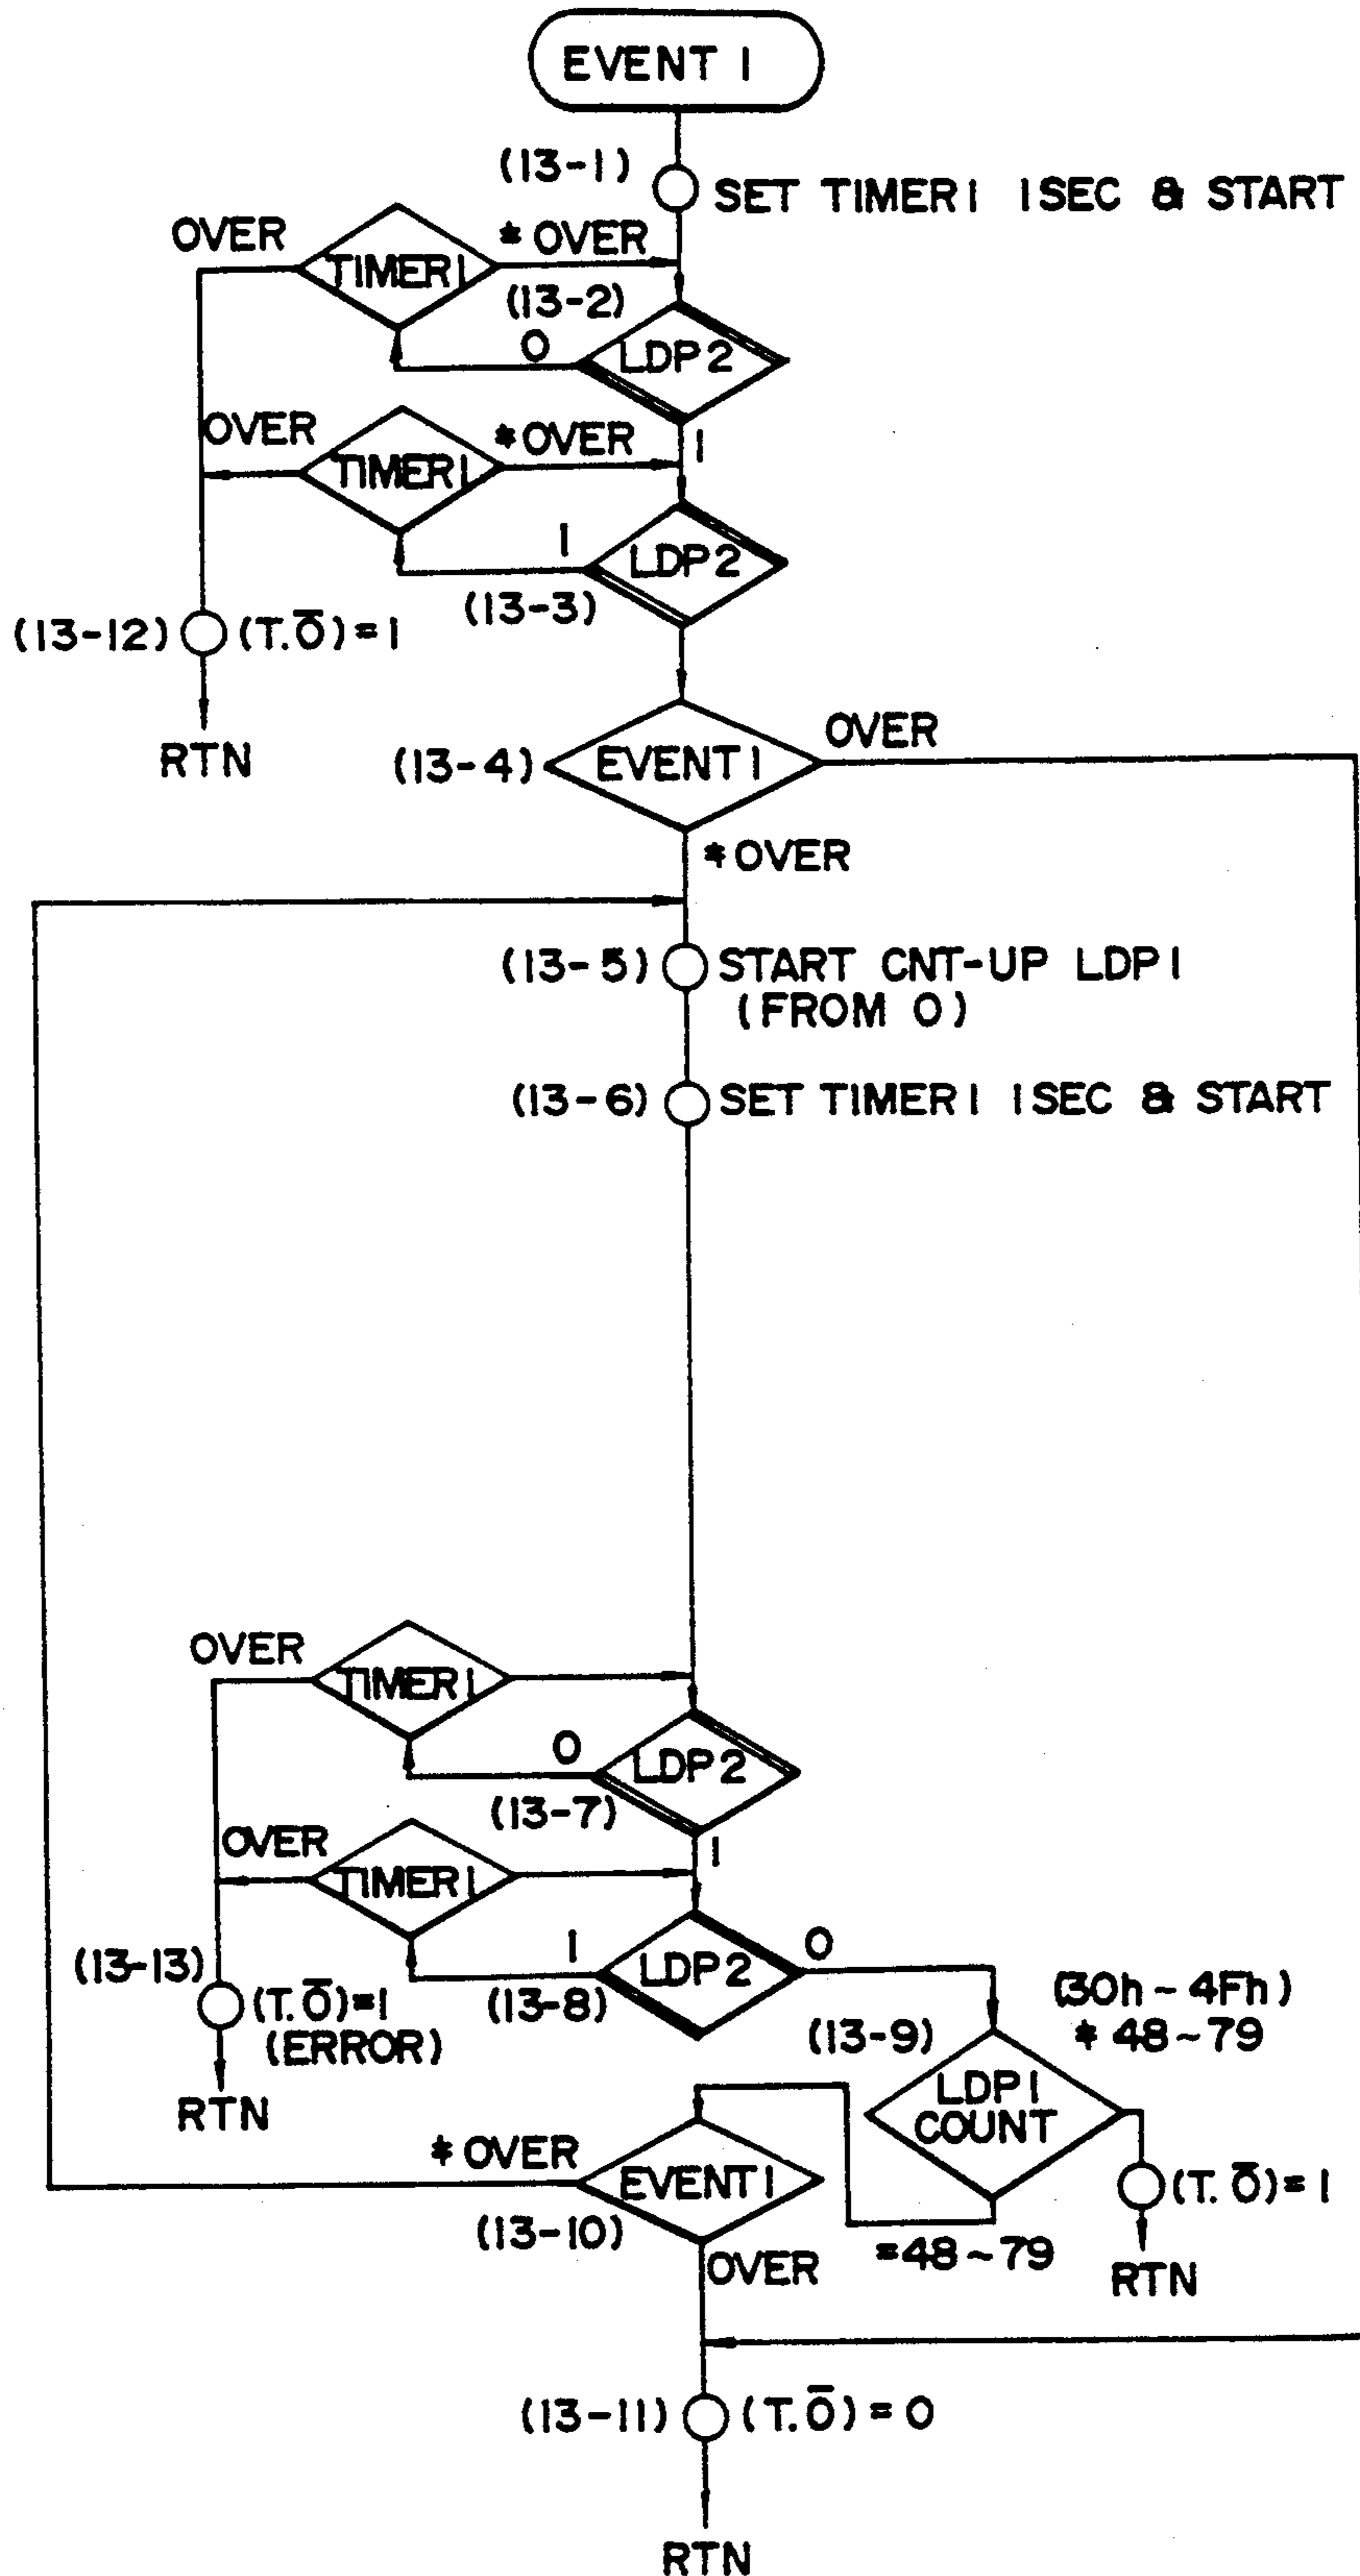 EVENT 1
(13-1)
SET TIMER1 1SEC & START
OVER
TIMER1
* OVER
(13-2)
0
LDP2
1
OVER
TIMER1
* OVER
1
LDP2
(13-3)
(13-12)
(T.O̅) = 1
RTN
(13-4)
EVENT1
OVER
* OVER
(13-5)
START CNT-UP LDP1
(FROM 0)
(13-6)
SET TIMER1 1SEC & START
OVER
TIMER1
0
LDP2
(13-7)
1
OVER
TIMER1
1
LDP2
0
(13-8)
(13-13)
(T.O̅)=1
(ERROR)
RTN
(30h ~ 4Fh)
* 48~79
(13-9)
LDP1
COUNT
* OVER
EVENT1
(13-10)
OVER
=48~79
(T.O̅) = 1
RTN
(13-11)
(T.O̅) = 0
RTN